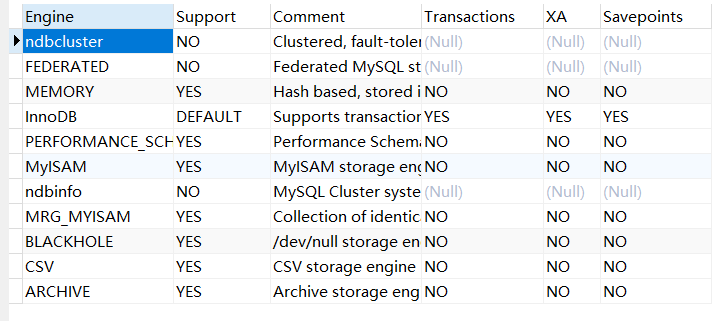 Engine Support Comment Transactions XA Savepoints
ndbcluster NO Clustered, fault-toler (Null) (Null) (Null)
FEDERATED NO Federated MySQL st (Null) (Null) (Null)
MEMORY YES Hash based, stored i NO NO NO
InnoDB DEFAULT Supports transaction YES YES YES
PERFORMANCE_SCH YES Performance Schema NO NO NO
MyISAM YES MyISAM storage eng NO NO NO
ndbinfo NO MySQL Cluster syste (Null) (Null) (Null)
MRG_MYISAM YES Collection of identica NO NO NO
BLACKHOLE YES /dev/null storage en NO NO NO
CSV YES CSV storage engine NO NO NO
ARCHIVE YES Archive storage eng NO NO NO